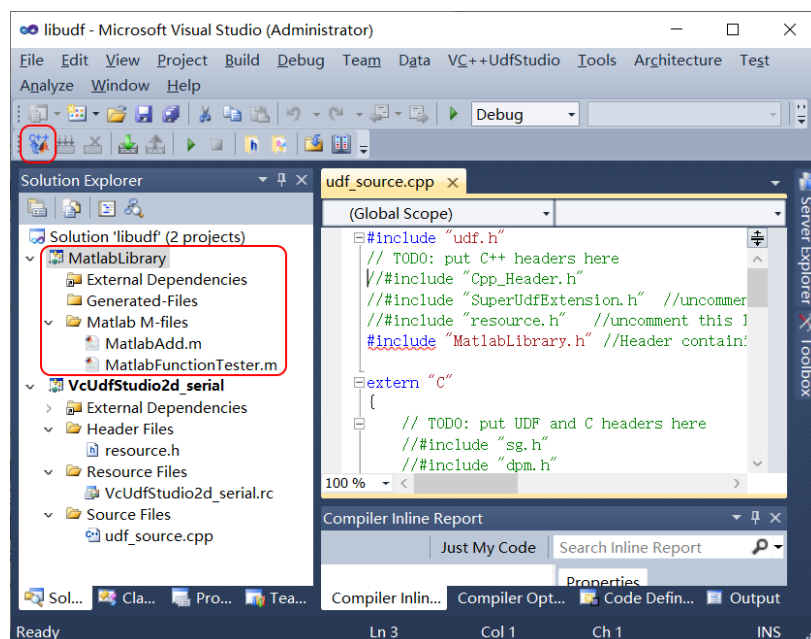 libudf - Microsoft Visual Studio (Administrator)
File Edit View Project Build Debug Team Data VC++UdfStudio Tools Architecture Test
Analyze Window Help
Debug
Solution Explorer
udf_source.cpp
(Global Scope)
Solution 'libudf' (2 projects)
MatlabLibrary
External Dependencies
Generated-Files
Matlab M-files
MatlabAdd.m
MatlabFunctionTester.m
VcUdfStudio2d_serial
External Dependencies
Header Files
resource.h
Resource Files
VcUdfStudio2d_serial.rc
Source Files
udf_source.cpp
#include "udf.h"
// TODO: put C++ headers here
//#include "Cpp_Header.h"
//#include "SuperUdfExtension.h" //uncommen
//#include "resource.h" //uncomment this l
#include "MatlabLibrary.h" //Header containi
extern "C"
{
// TODO: put UDF and C headers here
//#include "sg.h"
//#include "dpm.h"
100 %
Compiler Inline Report
Just My Code Search Inline Report
Properties
Server Explorer
Toolbox
Sol... Cla... Pro... Tea...
Compiler Inlin... Compiler Opt... Code Defin... Output
Ready Ln 3 Col 1 Ch 1 INS